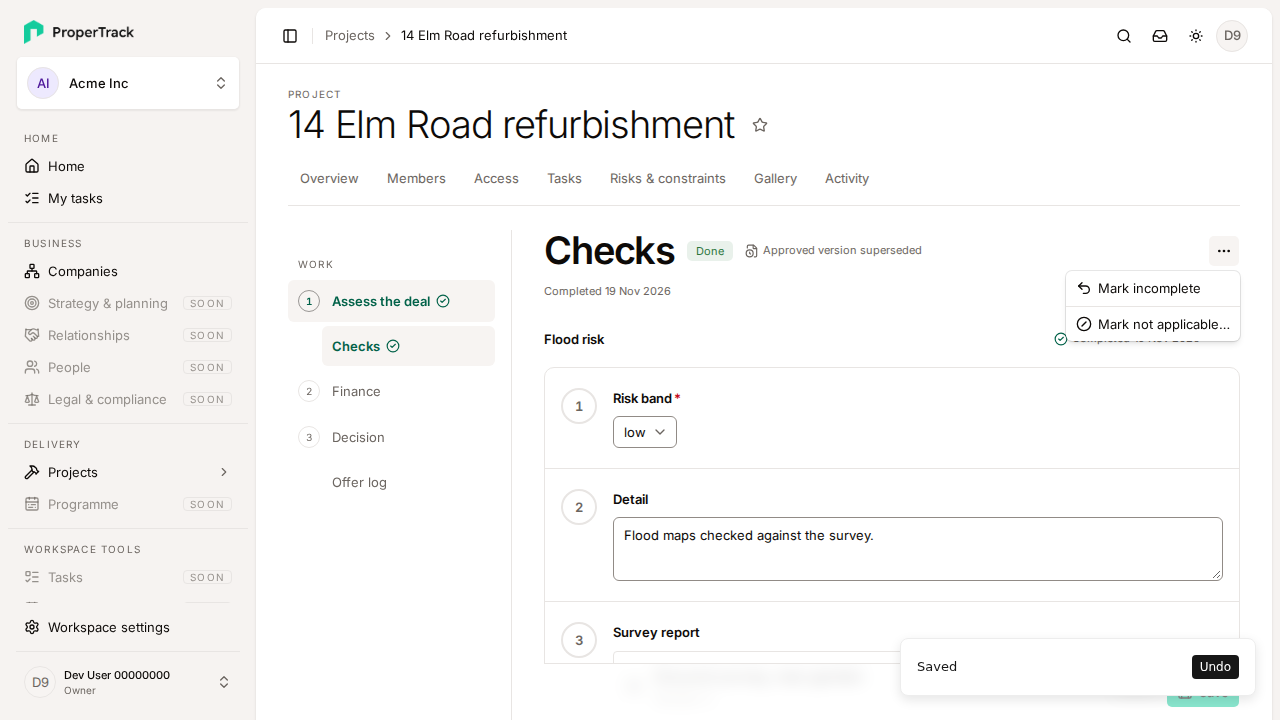 ProperTrack
AI Acme Inc
HOME
Home
My tasks
BUSINESS
Companies
Strategy & planning SOON
Relationships SOON
People SOON
Legal & compliance SOON
DELIVERY
Projects
Programme SOON
WORKSPACE TOOLS
Tasks SOON
Workspace settings
D9 Dev User 00000000
Owner
Projects 14 Elm Road refurbishment
D9
PROJECT
14 Elm Road refurbishment
Overview Members Access Tasks Risks & constraints Gallery Activity
WORK
1 Assess the deal
Checks
2 Finance
3 Decision
Offer log
Checks Done Approved version superseded
Completed 19 Nov 2026
Mark incomplete
Mark not applicable...
Flood risk
1 Risk band *
low
2 Detail
Flood maps checked against the survey.
3 Survey report
Saved Undo